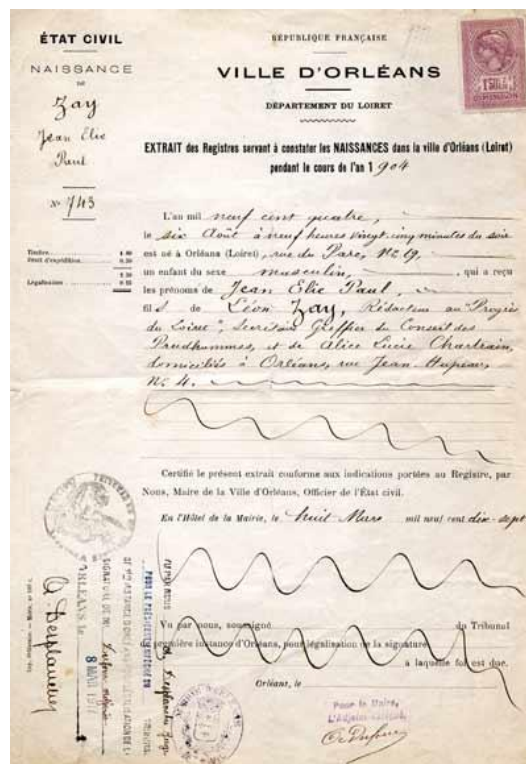 ÉTAT CIVIL
NAISSANCE
DE
Zay
Jean Elie
Paul
N° 743
RÉPUBLIQUE FRANÇAISE
VILLE D'ORLÉANS
DÉPARTEMENT DU LOIRET
EXTRAIT des Registres servant à constater les NAISSANCES dans la ville d'Orléans (Loiret)
pendant le cours de l'an 1904
L'an mil neuf cent quatre,
le six Août à neuf heures vingt-cinq minutes du soir
est né à Orléans (Loiret), rue du Parc, N° 19,
un enfant du sexe masculin, qui a reçu
les prénoms de Jean Elie Paul,
fils de Léon Zay, Rédacteur au "Progrès
du Loiret", Secrétaire Greffier du Conseil des
Prudhommes, et de Alice Lucie Chartrain,
domiciliés à Orléans, rue Jean Hupeau,
N° 4.
Timbre
Droit d'expédition
Légalisation
Certifié le présent extrait conforme aux indications portées au Registre, par
Nous, Maire de la Ville d'Orléans, Officier de l'État civil.
En l'Hôtel de la Mairie, le huit Mars mil neuf cent dix-sept
Vu par nous, soussigné du Tribunal
de première instance d'Orléans, pour légalisation de la signature
à laquelle foi est due.
Orléans, le
Pour le Maire,
L'Adjoint délégué,
ORLÉANS le
8 MAR 1917